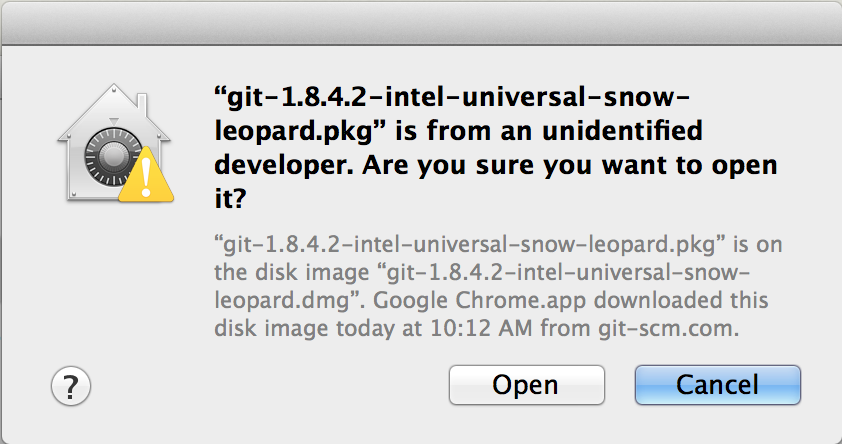 “git-1.8.4.2-intel-universal-snow-
leopard.pkg” is from an unidentified
developer. Are you sure you want to open
it?
“git-1.8.4.2-intel-universal-snow-leopard.pkg” is on
the disk image “git-1.8.4.2-intel-universal-snow-
leopard.dmg”. Google Chrome.app downloaded this
disk image today at 10:12 AM from git-scm.com.
?
Open
Cancel